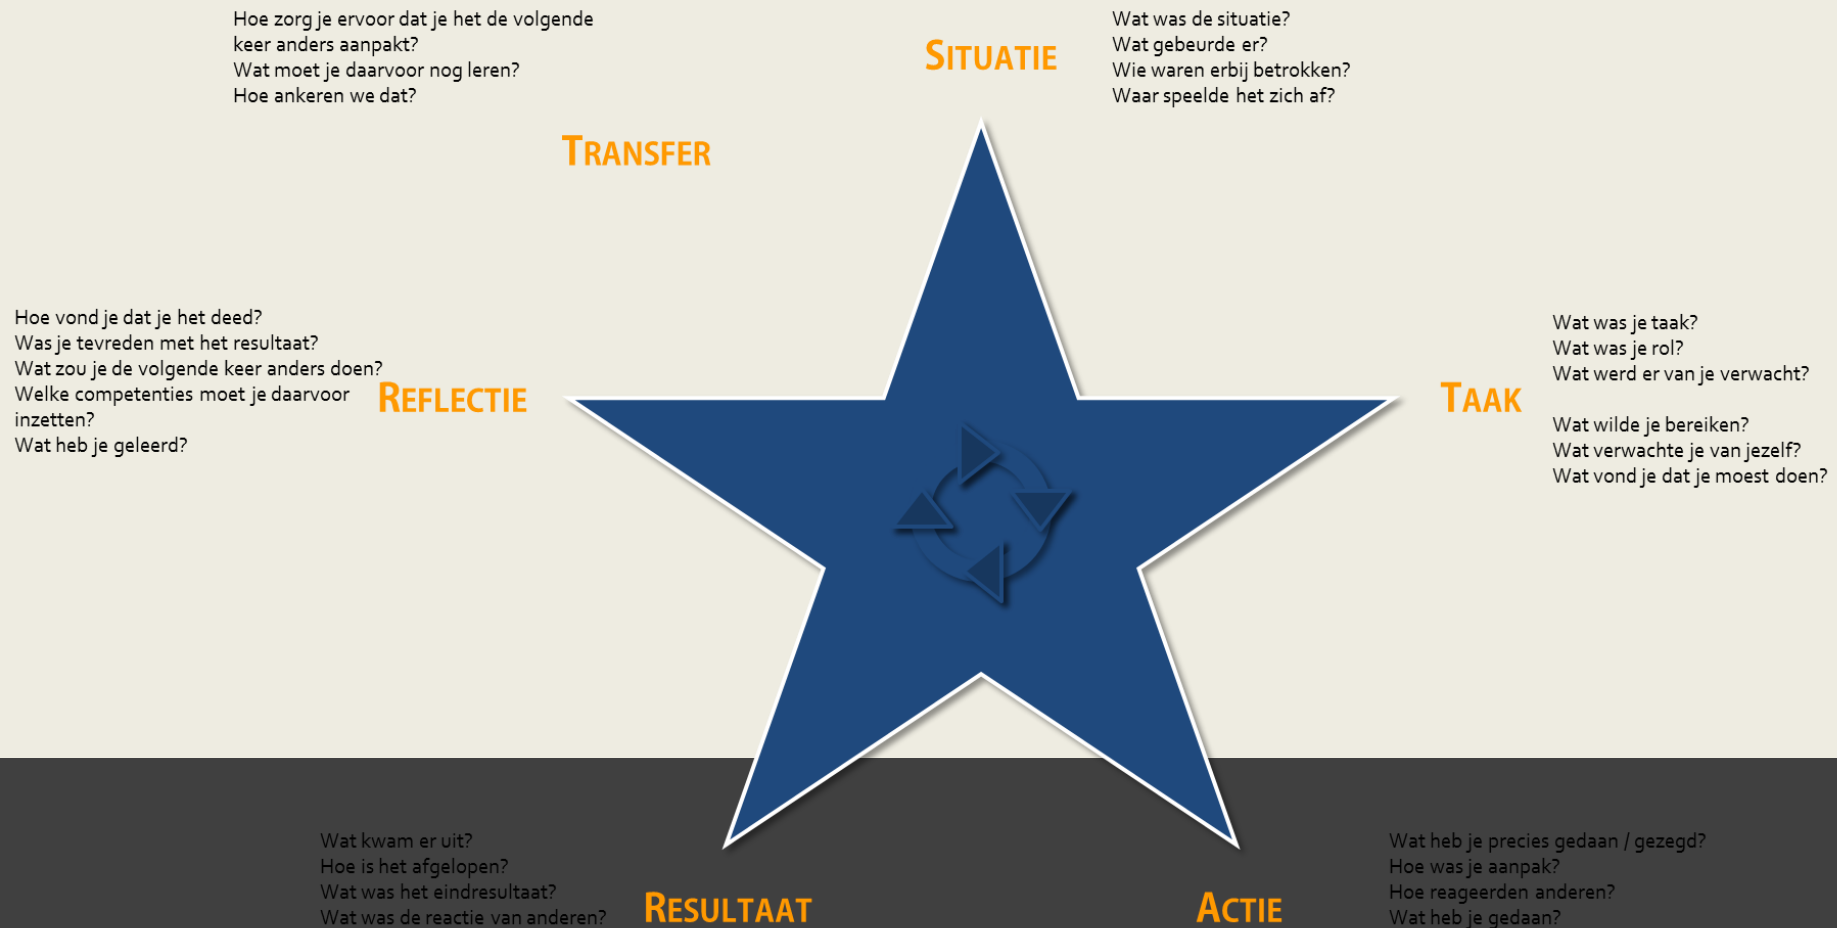 Hoe zorg je ervoor dat je het de volgende
keer anders aanpakt?
Wat moet je daarvoor nog leren?
Hoe ankeren we dat?
TRANSFER
SITUATIE
Wat was de situatie?
Wat gebeurde er?
Wie waren erbij betrokken?
Waar speelde het zich af?
Hoe vond je dat je het deed?
Was je tevreden met het resultaat?
Wat zou je de volgende keer anders doen?
Welke competenties moet je daarvoor
inzetten?
Wat heb je geleerd?
REFLECTIE
TAAK
Wat was je taak?
Wat was je rol?
Wat werd er van je verwacht?
Wat wilde je bereiken?
Wat verwachte je van jezelf?
Wat vond je dat je moest doen?
Wat kwam er uit?
Hoe is het afgelopen?
Wat was het eindresultaat?
Wat was de reactie van anderen?
RESULTAAT
ACTIE
Wat heb je precies gedaan / gezegd?
Hoe was je aanpak?
Hoe reageerden anderen?
Wat heb je gedaan?